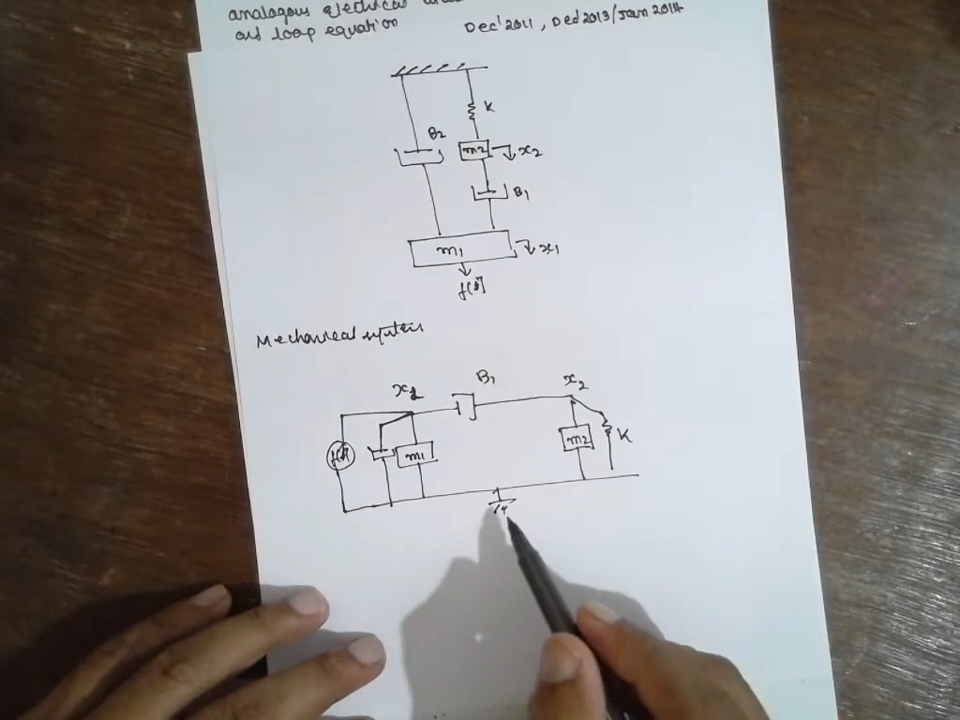 analogous electrical
and loop equation Dec'2011, Dec'2013/Jan 2014
K
B2
m2 x2
B1
m1 x1
f(t)
Mechanical system
x1 B1 x2
f(t) m1 m2 K